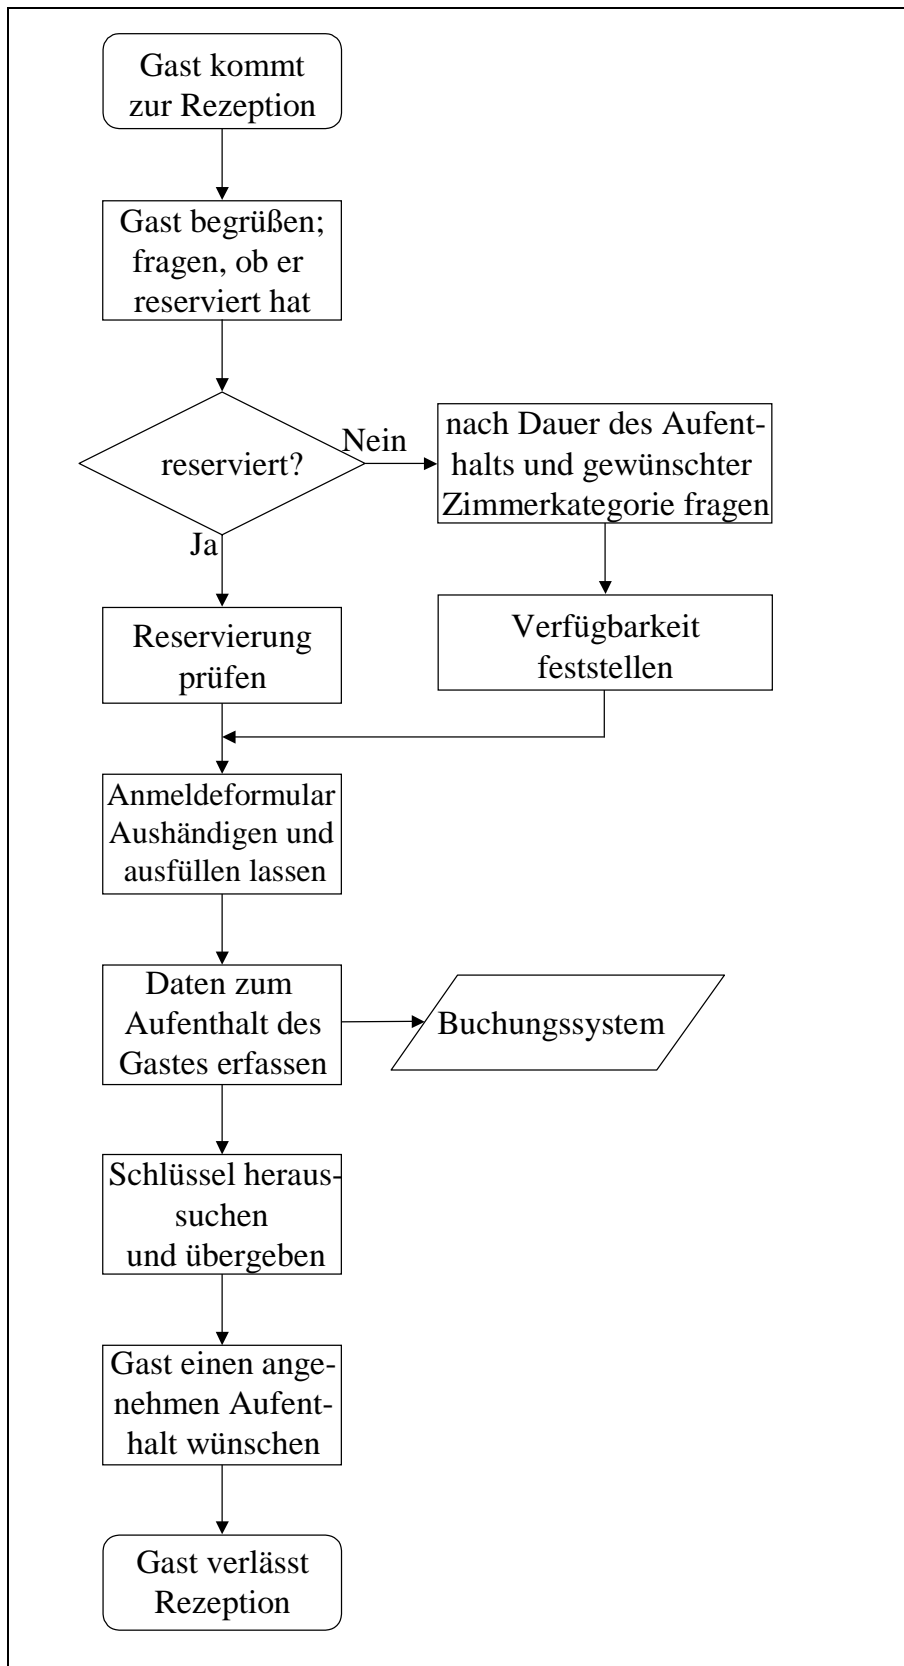 Gast kommt
zur Rezeption
Gast begrüßen;
fragen, ob er
reserviert hat
reserviert?
Nein
nach Dauer des Aufent-
halts und gewünschter
Zimmerkategorie fragen
Ja
Reservierung
prüfen
Verfügbarkeit
feststellen
Anmeldeformular
Aushändigen und
ausfüllen lassen
Daten zum
Aufenthalt des
Gastes erfassen
Buchungssystem
Schlüssel heraus-
suchen
und übergeben
Gast einen ange-
nehmen Aufent-
halt wünschen
Gast verlässt
Rezeption